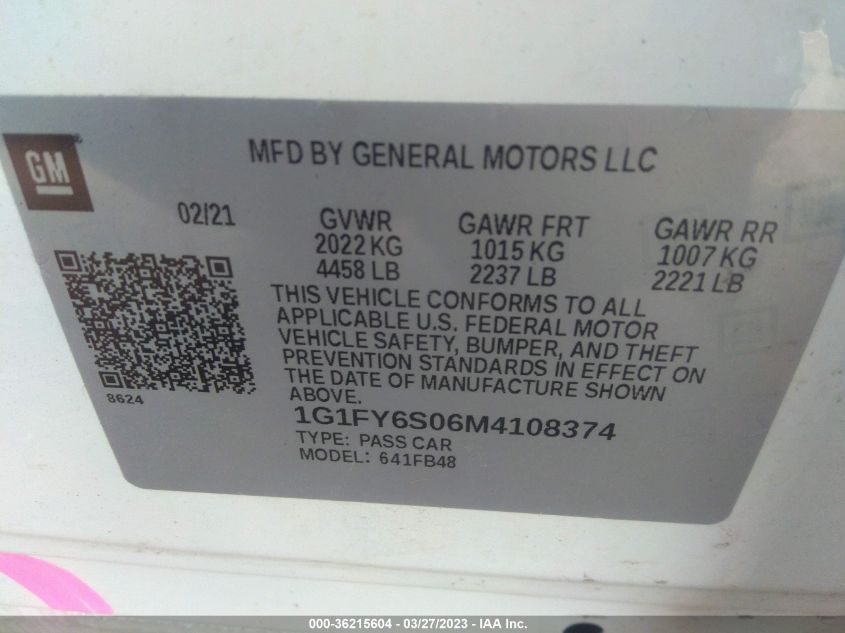 GM
MFD BY GENERAL MOTORS LLC
02/21
GVWR
2022 KG
4458 LB
GAWR FRT
1015 KG
2237 LB
GAWR RR
1007 KG
2221 LB
THIS VEHICLE CONFORMS TO ALL
APPLICABLE U.S. FEDERAL MOTOR
VEHICLE SAFETY, BUMPER, AND THEFT
PREVENTION STANDARDS IN EFFECT ON
THE DATE OF MANUFACTURE SHOWN
ABOVE.
8624
1G1FY6S06M4108374
TYPE: PASS CAR
MODEL: 641FB48
000-36215604 - 03/27/2023 - IAA Inc.